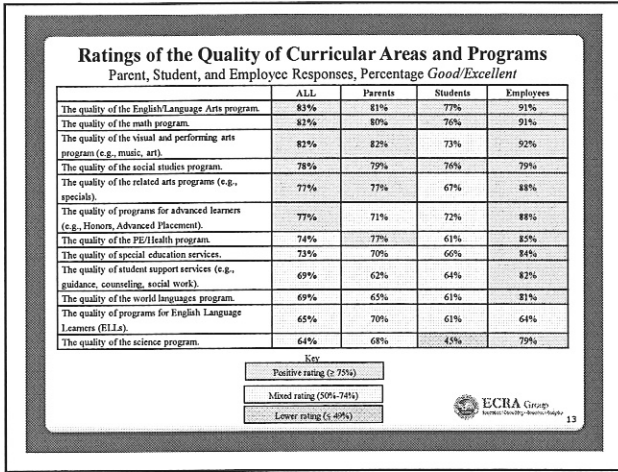 Ratings of the Quality of Curricular Areas and Programs
Parent, Student, and Employee Responses, Percentage Good/Excellent
ALL Parents Students Employees
The quality of the English/Language Arts program. 83% 81% 77% 91%
The quality of the math program. 82% 80% 76% 91%
The quality of the visual and performing arts
program (e.g., music, art). 82% 82% 73% 92%
The quality of the social studies program. 78% 79% 76% 79%
The quality of the related arts programs (e.g.,
specials). 77% 77% 67% 88%
The quality of programs for advanced learners
(e.g., Honors, Advanced Placement). 77% 71% 72% 88%
The quality of the PE/Health program. 74% 77% 61% 85%
The quality of special education services. 73% 70% 66% 84%
The quality of student support services (e.g.,
guidance, counseling, social work). 69% 62% 64% 82%
The quality of the world languages program. 69% 65% 61% 81%
The quality of programs for English Language
Learners (ELLs). 65% 70% 61% 64%
The quality of the science program. 64% 68% 45% 79%
Key
Positive rating (≥ 75%)
Mixed rating (50%-74%)
Lower rating (≤ 49%)
ECRA Group
13